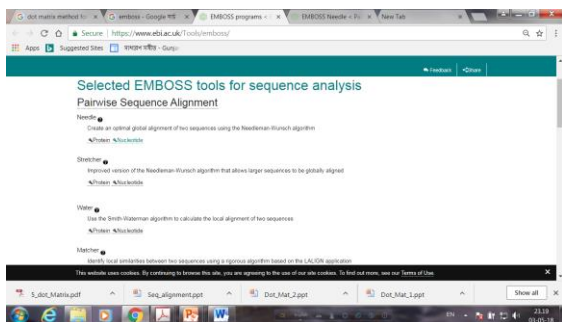 dot matrix method for
emboss - Google সার্চ
EMBOSS programs <
EMBOSS Needle <
New Tab
Secure | https://www.ebi.ac.uk/Tools/emboss/
Apps Suggested Sites
Feedback Share
Selected EMBOSS tools for sequence analysis
Pairwise Sequence Alignment
Needle
Create an optimal global alignment of two sequences using the Needleman-Wunsch algorithm
Protein Nucleotide
Stretcher
Improved version of the Needleman-Wunsch algorithm that allows larger sequences to be globally aligned
Protein Nucleotide
Water
Use the Smith-Waterman algorithm to calculate the local alignment of two sequences
Protein Nucleotide
Matcher
Identify local similarities between two sequences using a rigorous algorithm based on the LALIGN application
This website uses cookies. By continuing to browse this site, you are agreeing to the use of our site cookies. To find out more, see our Terms of Use.
5_dot_Matrix.pdf
Seq_alignment.ppt
Dot_Mat_2.ppt
Dot_Mat_1.ppt
Show all
EN
23:19
03-05-18